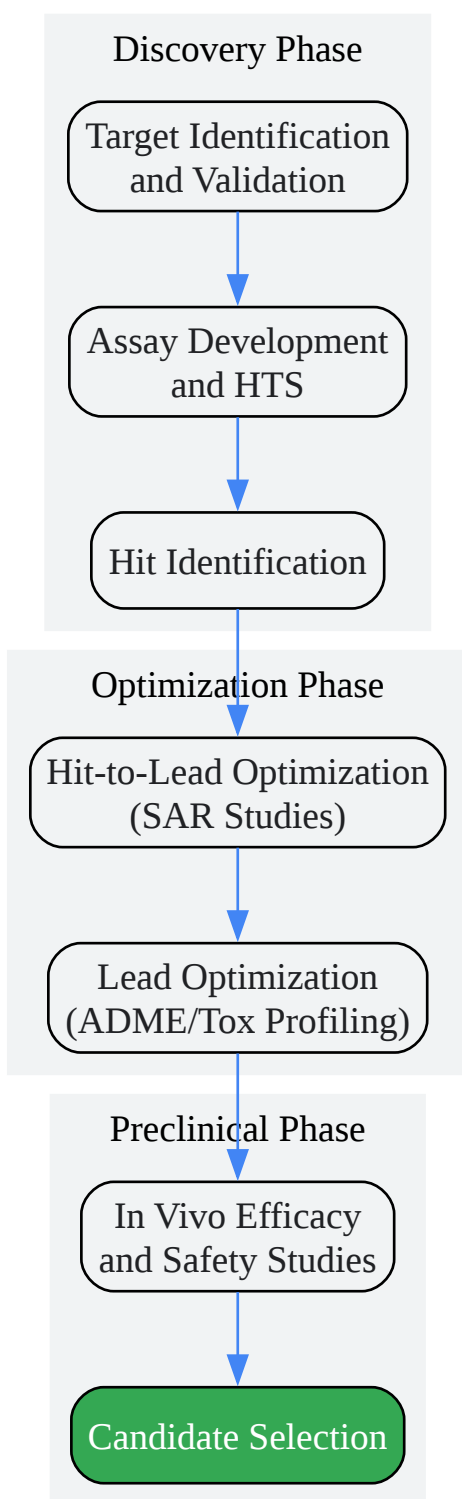 Discovery Phase
Target Identification
and Validation
Assay Development
and HTS
Hit Identification
Optimization Phase
Hit-to-Lead Optimization
(SAR Studies)
Lead Optimization
(ADME/Tox Profiling)
Preclinical Phase
In Vivo Efficacy
and Safety Studies
Candidate Selection